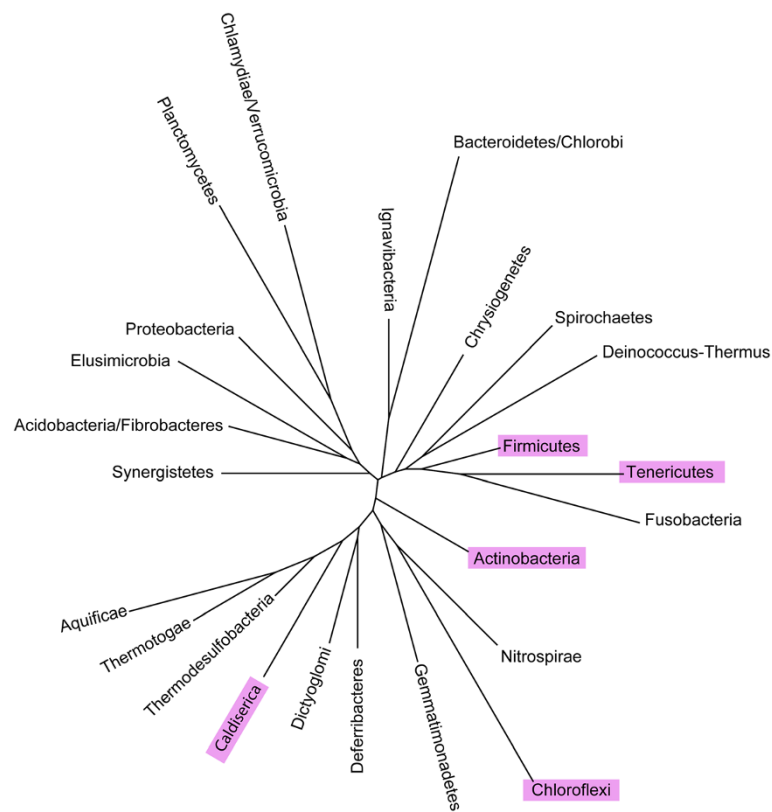 Chlamydiae/Verrucomicrobia
Planctomycetes
Bacteroidetes/Chlorobi
Ignavibacteria
Chrysiogenetes
Spirochaetes
Proteobacteria
Deinococcus-Thermus
Elusimicrobia
Acidobacteria/Fibrobacteres
Firmicutes
Synergistetes
Tenericutes
Fusobacteria
Actinobacteria
Aquificae
Thermotogae
Thermodesulfobacteria
Nitrospirae
Caldiserica
Dictyoglomi
Deferribacteres
Gemmatimonadetes
Chloroflexi